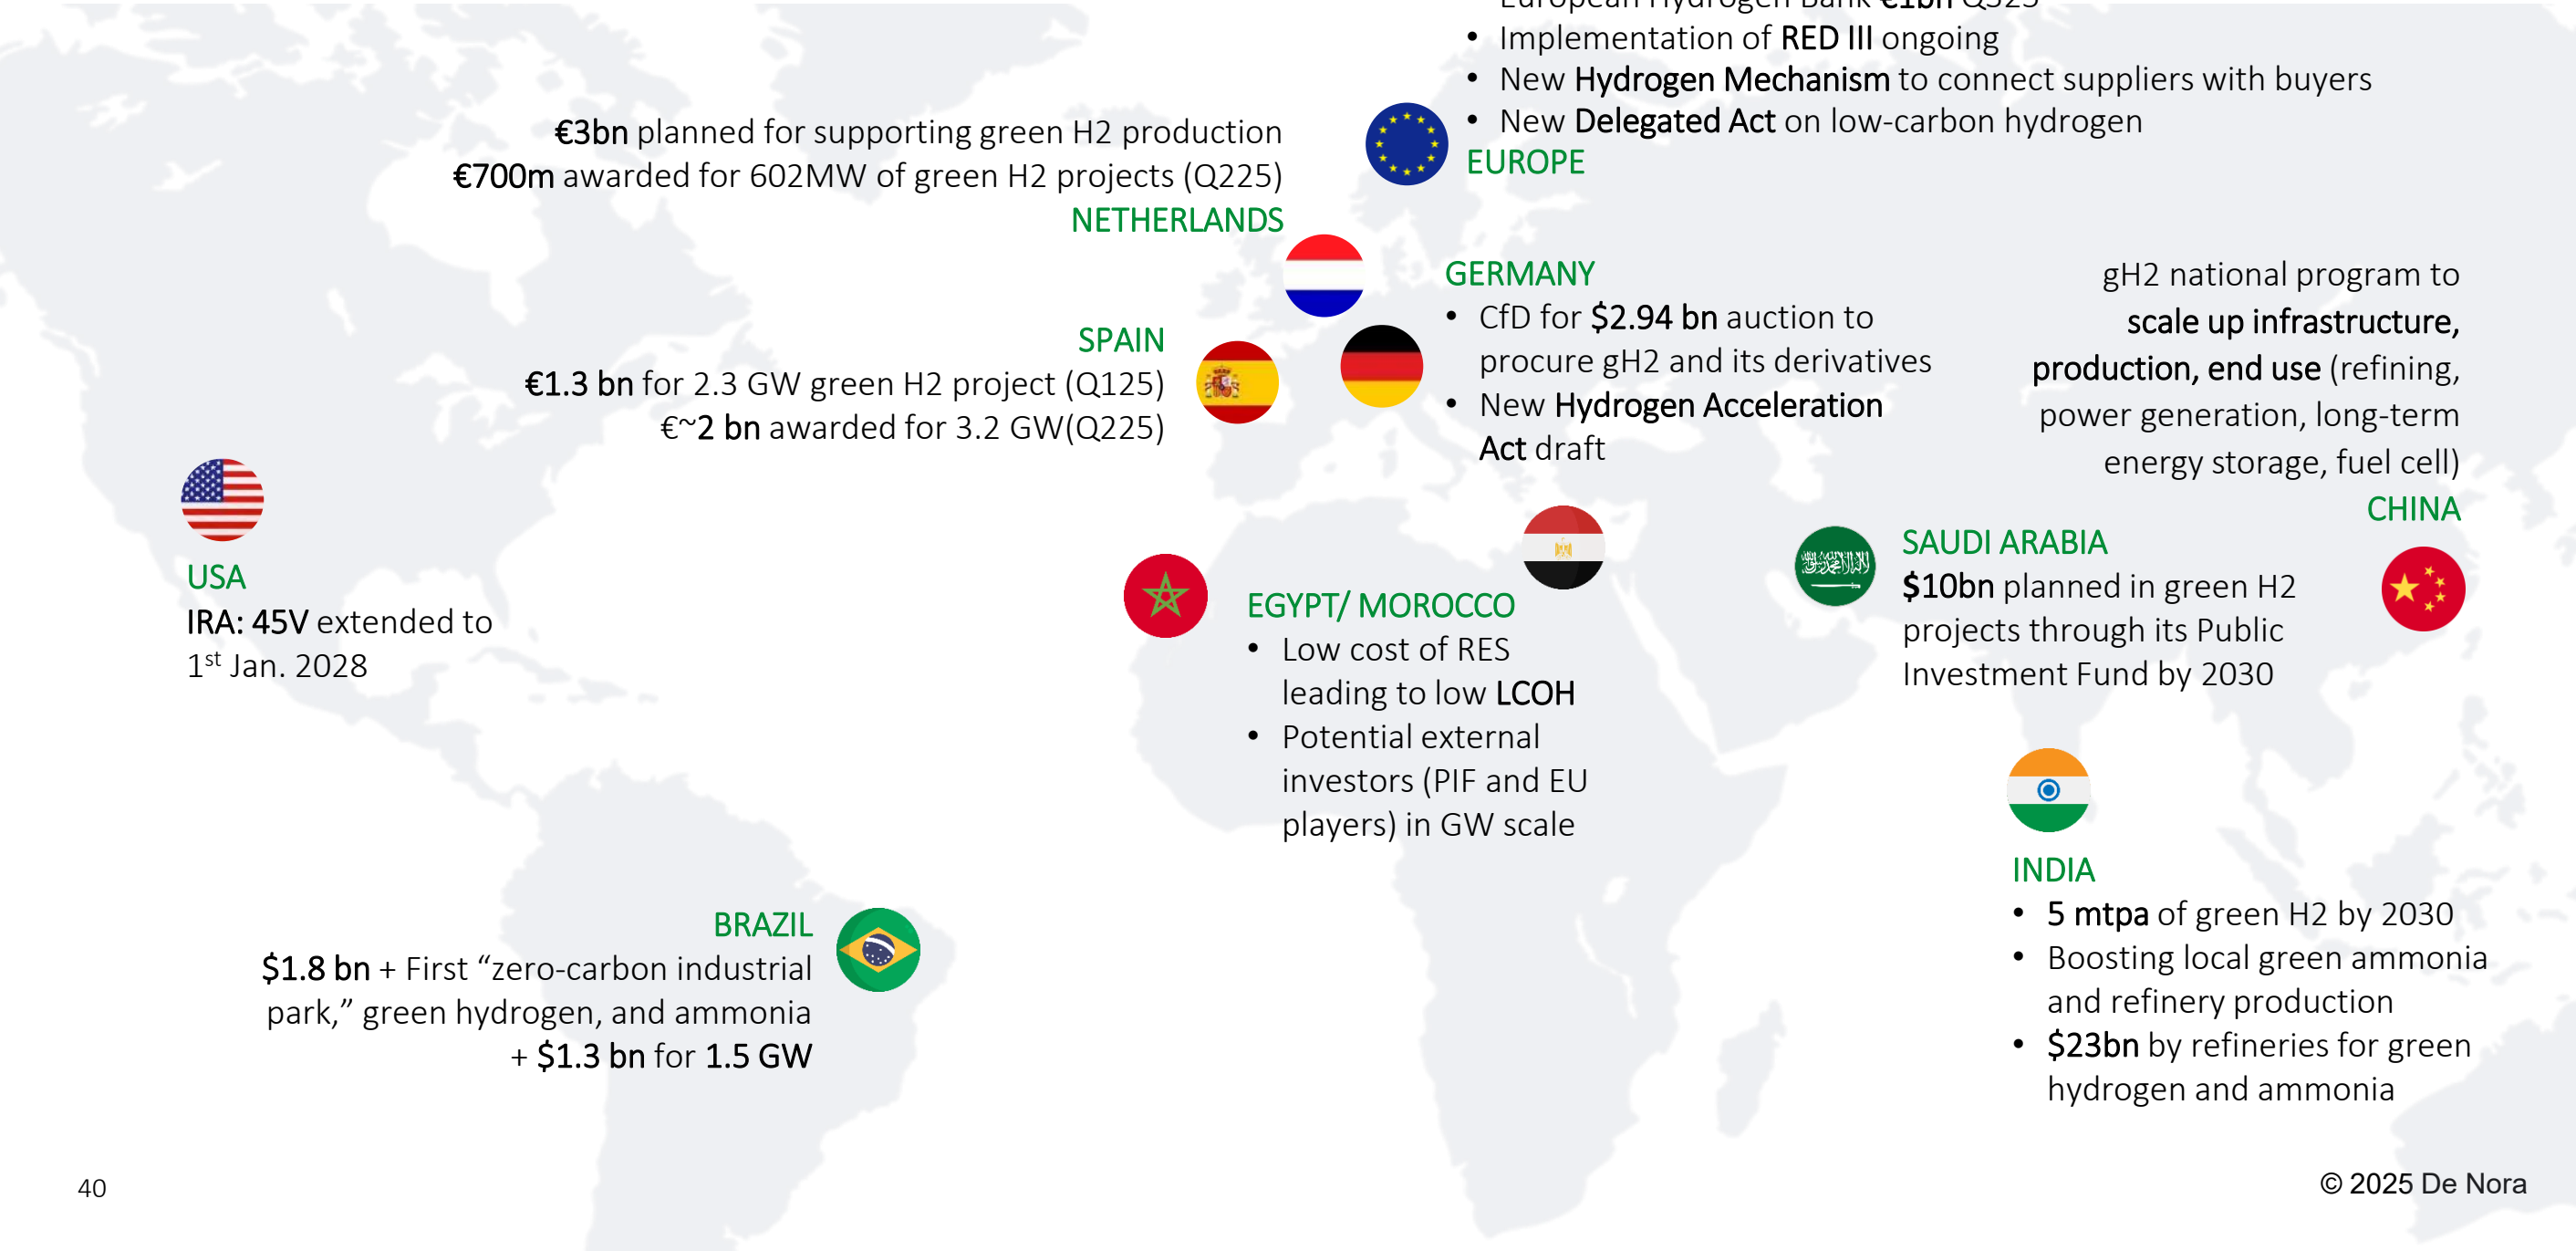 European Hydrogen Bank €1bn Q325
• Implementation of RED III ongoing
• New Hydrogen Mechanism to connect suppliers with buyers
• New Delegated Act on low-carbon hydrogen
EUROPE
€3bn planned for supporting green H2 production
€700m awarded for 602MW of green H2 projects (Q225)
NETHERLANDS
GERMANY
• CfD for $2.94 bn auction to
procure gH2 and its derivatives
• New Hydrogen Acceleration
Act draft
gH2 national program to
scale up infrastructure,
production, end use (refining,
power generation, long-term
energy storage, fuel cell)
CHINA
SPAIN
€1.3 bn for 2.3 GW green H2 project (Q125)
€~2 bn awarded for 3.2 GW(Q225)
USA
IRA: 45V extended to
1st Jan. 2028
EGYPT/ MOROCCO
• Low cost of RES
leading to low LCOH
• Potential external
investors (PIF and EU
players) in GW scale
SAUDI ARABIA
$10bn planned in green H2
projects through its Public
Investment Fund by 2030
INDIA
• 5 mtpa of green H2 by 2030
• Boosting local green ammonia
and refinery production
• $23bn by refineries for green
hydrogen and ammonia
BRAZIL
$1.8 bn + First “zero-carbon industrial
park,” green hydrogen, and ammonia
+ $1.3 bn for 1.5 GW
40
© 2025 De Nora